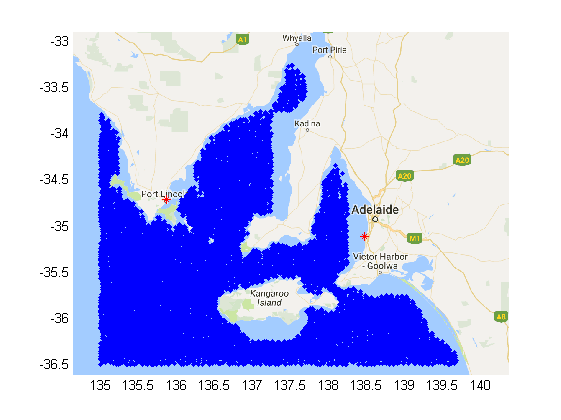 -33
-33.5
-34
-34.5
-35
-35.5
-36
-36.5
A1
Whyalla
Port Pirie
Kadina
A20
A20
Port Linco
Adelaide
M1
Victor Harbor
- Goolwa
Kangaroo
Island
A8
135 135.5 136 136.5 137 137.5 138 138.5 139 139.5 140